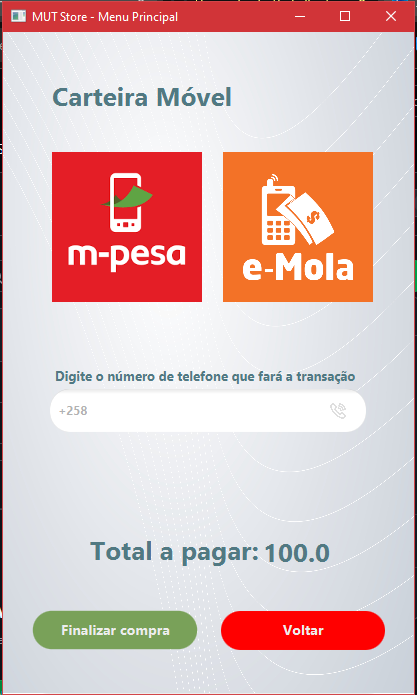 MUT Store - Menu Principal
Carteira Móvel
m-pesa
e-Mola
Digite o número de telefone que fará a transação
+258
Total a pagar: 100.0
Finalizar compra
Voltar